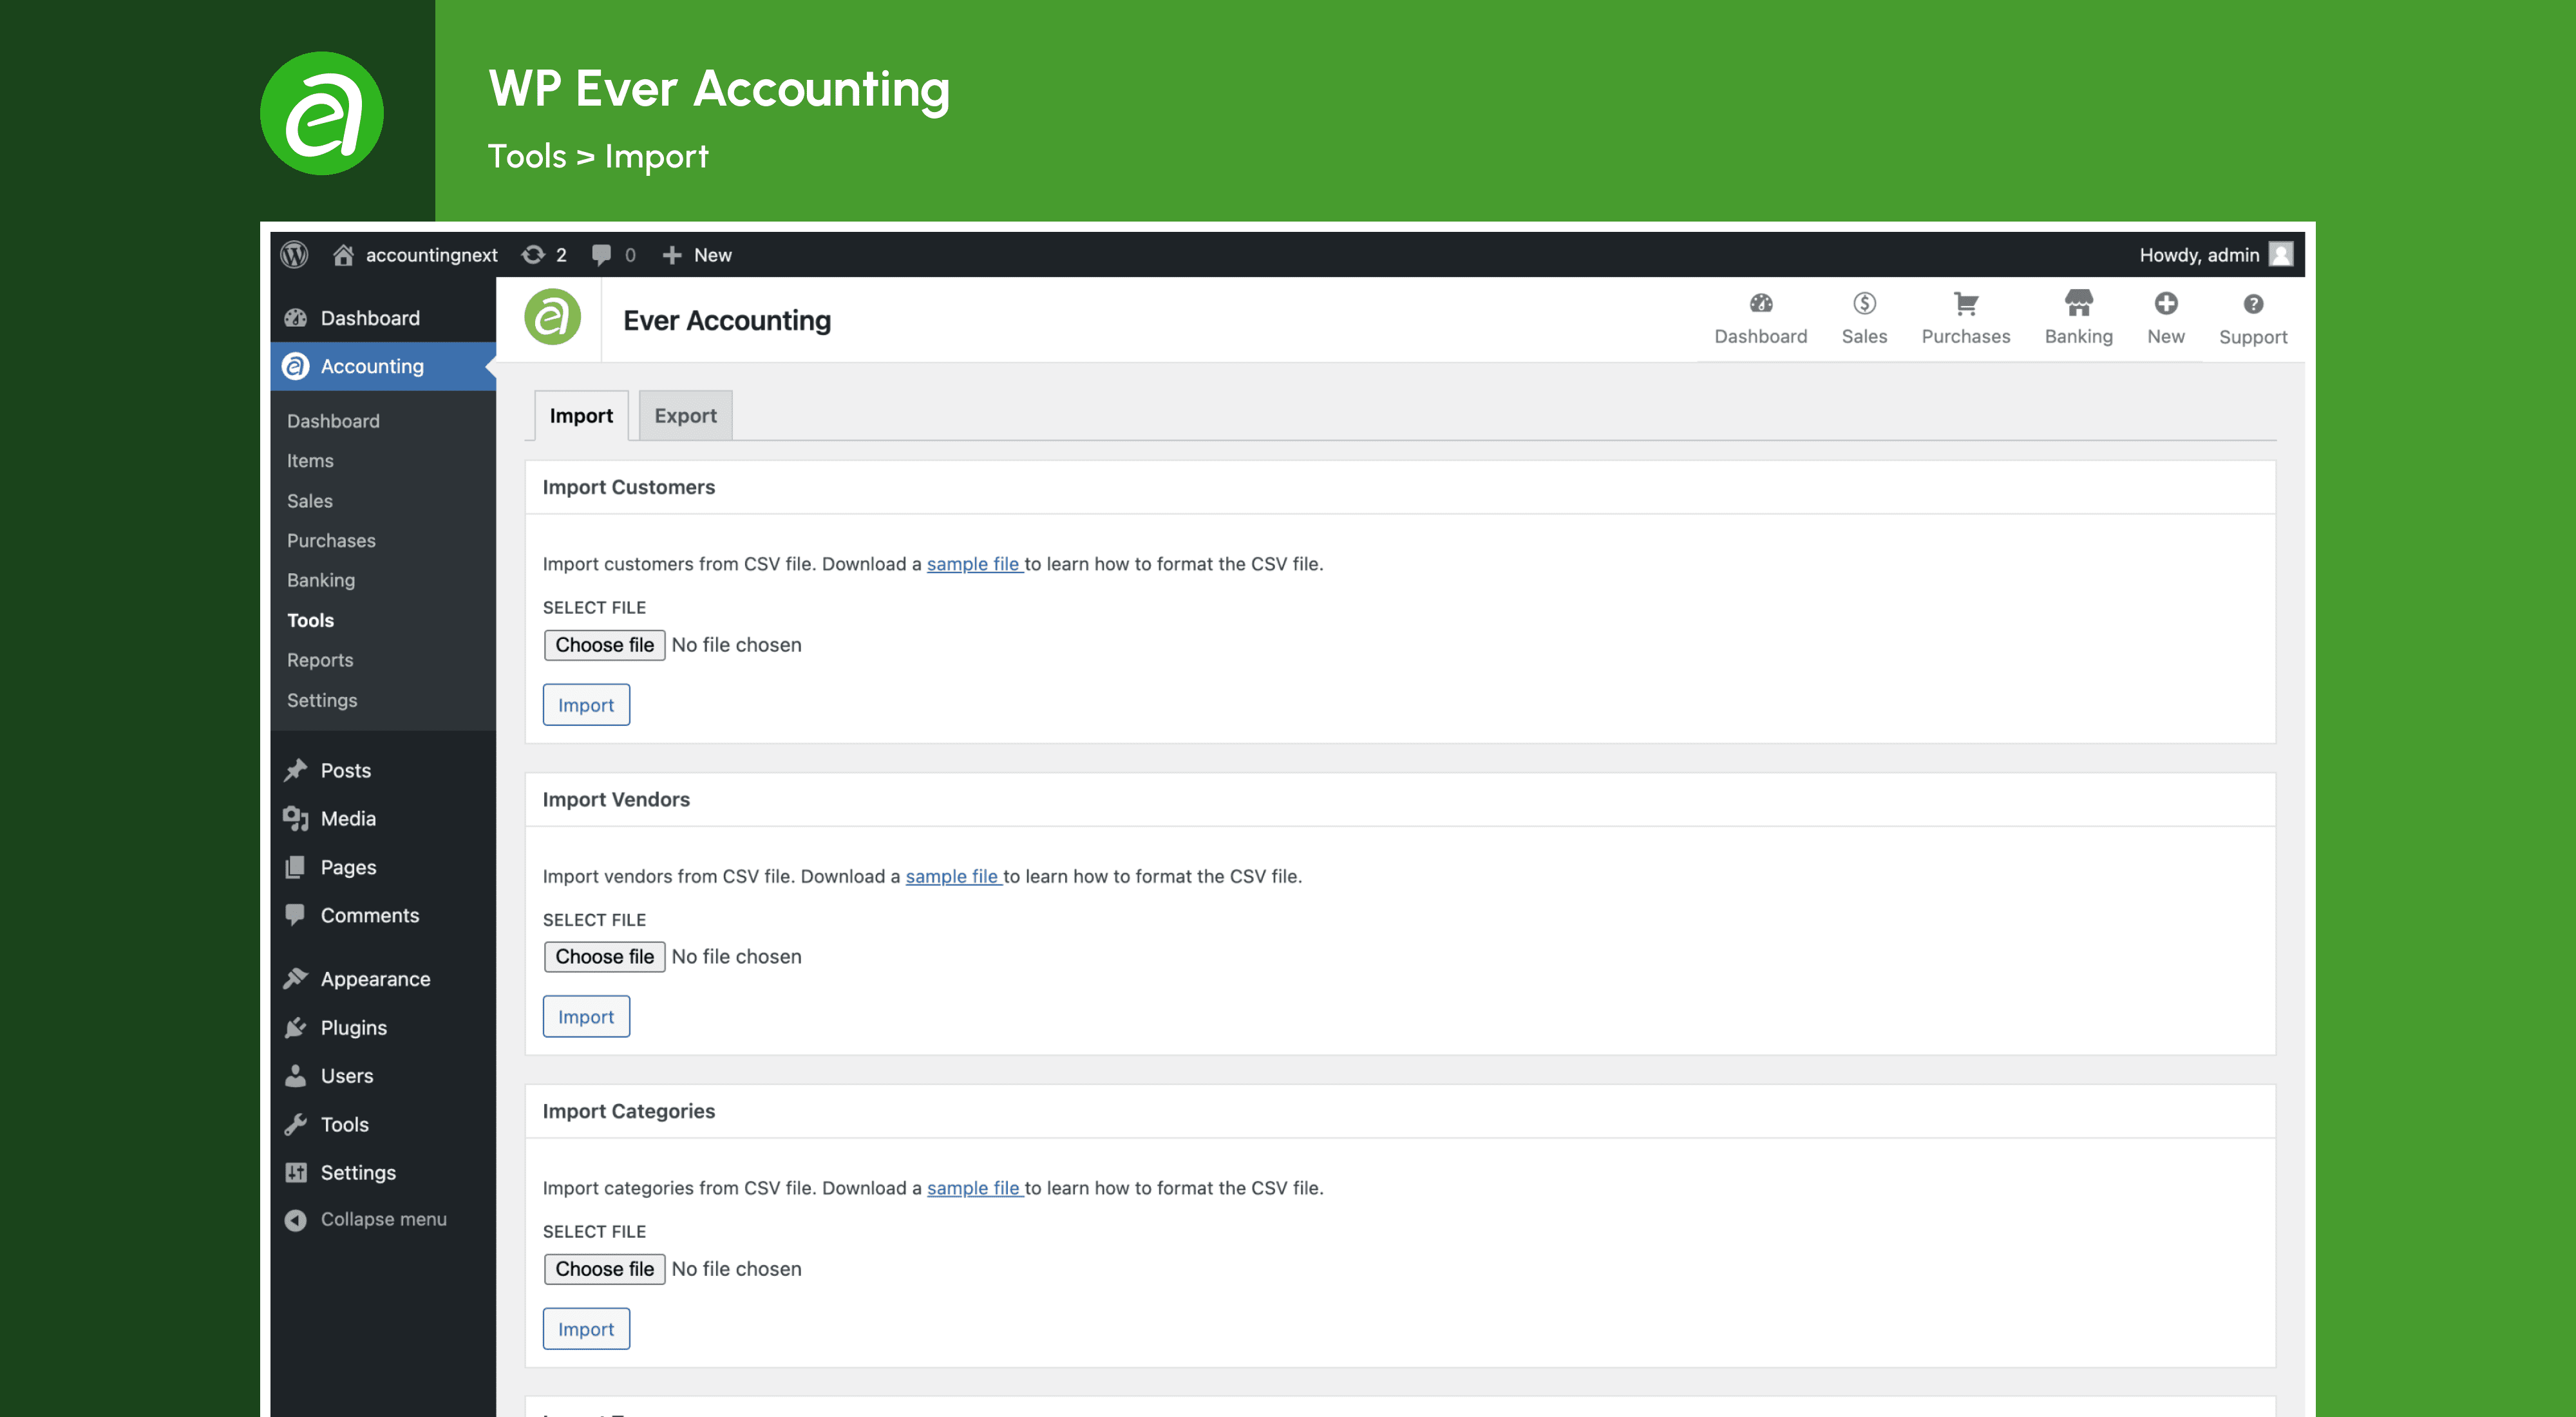 WP Ever Accounting
Tools > Import
accountingnext 2 0 New
Howdy, admin
Dashboard
Accounting
Dashboard
Items
Sales
Purchases
Banking
Tools
Reports
Settings
Posts
Media
Pages
Comments
Appearance
Plugins
Users
Tools
Settings
Collapse menu
Ever Accounting
Dashboard Sales Purchases Banking New Support
Import Export
Import Customers
Import customers from CSV file. Download a sample file to learn how to format the CSV file.
SELECT FILE
Choose file No file chosen
Import
Import Vendors
Import vendors from CSV file. Download a sample file to learn how to format the CSV file.
SELECT FILE
Choose file No file chosen
Import
Import Categories
Import categories from CSV file. Download a sample file to learn how to format the CSV file.
SELECT FILE
Choose file No file chosen
Import